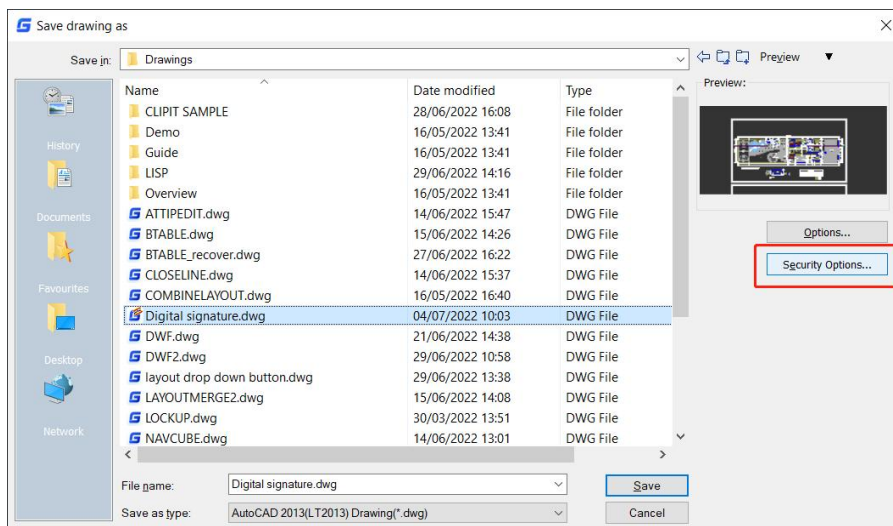 Save drawing as
Save in: Drawings Preview
Name Date modified Type Preview:
CLIPIT SAMPLE 28/06/2022 16:08 File folder
Demo 16/05/2022 13:41 File folder
Guide 16/05/2022 13:41 File folder
LISP 29/06/2022 14:16 File folder
Overview 16/05/2022 13:41 File folder
ATTIPEDIT.dwg 14/06/2022 15:47 DWG File
BTABLE.dwg 15/06/2022 14:26 DWG File
BTABLE_recover.dwg 27/06/2022 16:22 DWG File
CLOSELINE.dwg 14/06/2022 15:37 DWG File
COMBINELAYOUT.dwg 16/05/2022 16:40 DWG File
Digital signature.dwg 04/07/2022 10:03 DWG File
DWF.dwg 21/06/2022 14:38 DWG File
DWF2.dwg 29/06/2022 10:58 DWG File
layout drop down button.dwg 29/06/2022 13:38 DWG File
LAYOUTMERGE2.dwg 15/06/2022 14:08 DWG File
LOCKUP.dwg 30/03/2022 13:51 DWG File
NAVCUBE.dwg 14/06/2022 13:01 DWG File
History
Documents
Favourites
Desktop
Network
Options...
Security Options...
File name: Digital signature.dwg Save
Save as type: AutoCAD 2013(LT2013) Drawing(*.dwg) Cancel